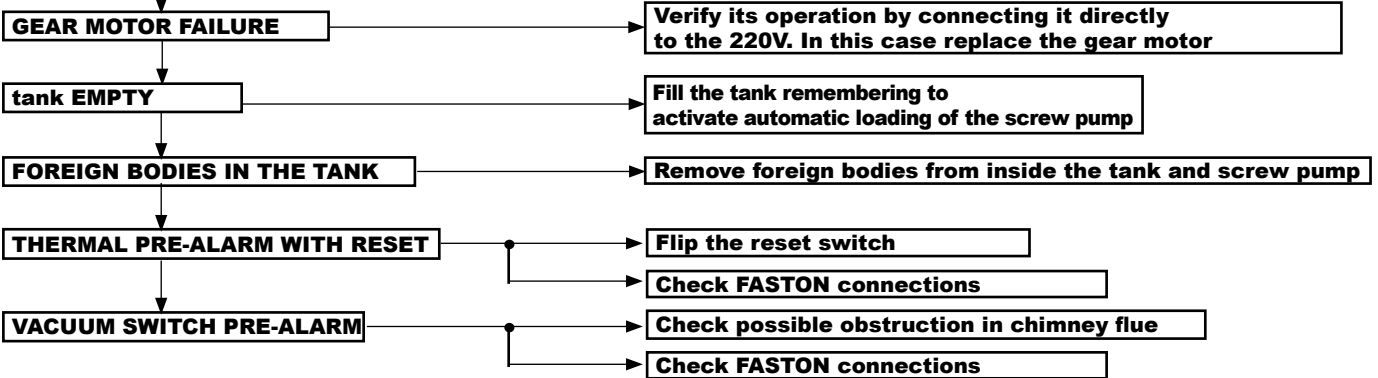 GEAR MOTOR FAILURE
Verify its operation by connecting it directly
to the 220V. In this case replace the gear motor
tank EMPTY
Fill the tank remembering to
activate automatic loading of the screw pump
FOREIGN BODIES IN THE TANK
Remove foreign bodies from inside the tank and screw pump
THERMAL PRE-ALARM WITH RESET
Flip the reset switch
Check FASTON connections
VACUUM SWITCH PRE-ALARM
Check possible obstruction in chimney flue
Check FASTON connections